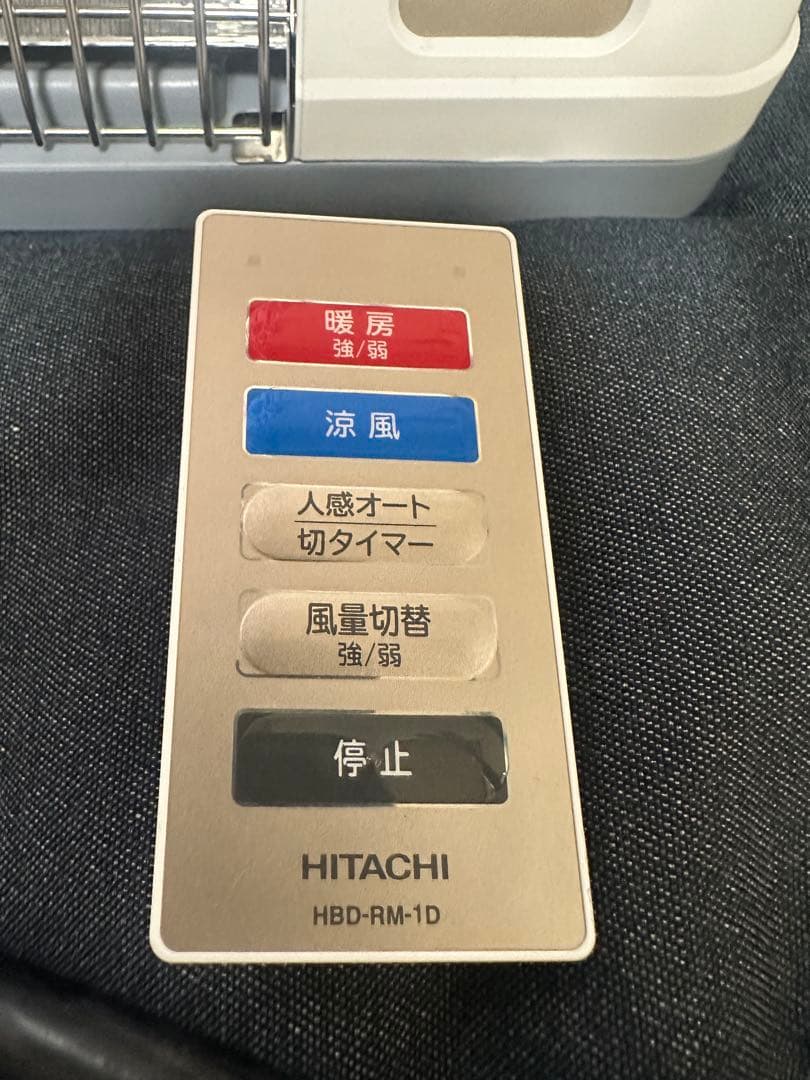 暖房
強/弱
涼風
人感オート
切タイマー
風量切替
強/弱
停止
HITACHI
HBD-RM-1D